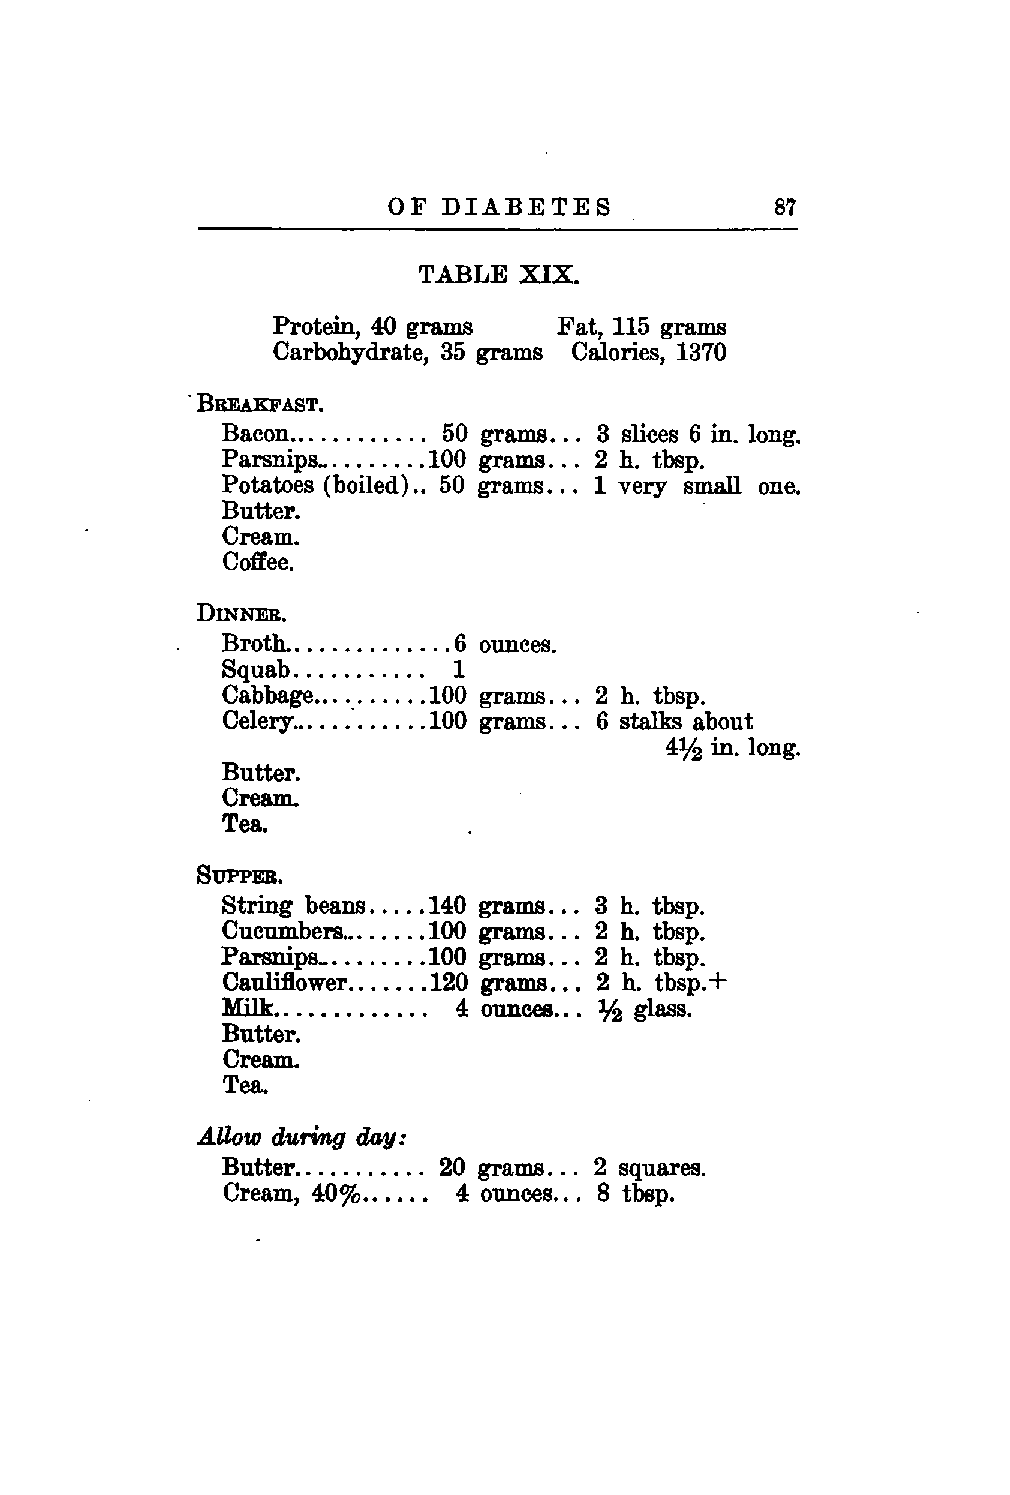 OF DIABETES 87
TABLE XIX.
Protein, 40 grams Fat, 115 grams
Carbohydrate, 35 grams Calories, 1370
BREAKFAST.
Bacon............ 50 grams... 3 slices 6 in. long.
Parsnips..........100 grams... 2 h. tbsp.
Potatoes (boiled).. 50 grams... 1 very small one.
Butter.
Cream.
Coffee.
DINNER.
Broth..............6 ounces.
Squab........... 1
Cabbage..........100 grams... 2 h. tbsp.
Celery...........100 grams... 6 stalks about
4½ in. long.
Butter.
Cream.
Tea.
SUPPER.
String beans.....140 grams... 3 h. tbsp.
Cucumbers........100 grams... 2 h. tbsp.
Parsnips..........100 grams... 2 h. tbsp.
Cauliflower.......120 grams... 2 h. tbsp.+
Milk............. 4 ounces... ½ glass.
Butter.
Cream.
Tea.
Allow during day:
Butter........... 20 grams... 2 squares.
Cream, 40%...... 4 ounces... 8 tbsp.